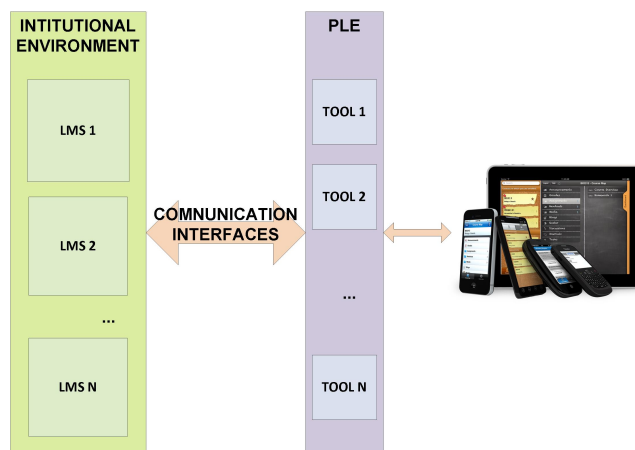 INTITUTIONAL
ENVIRONMENT
LMS 1
LMS 2
...
LMS N
COMNUNICATION
INTERFACES
PLE
TOOL 1
TOOL 2
...
TOOL N